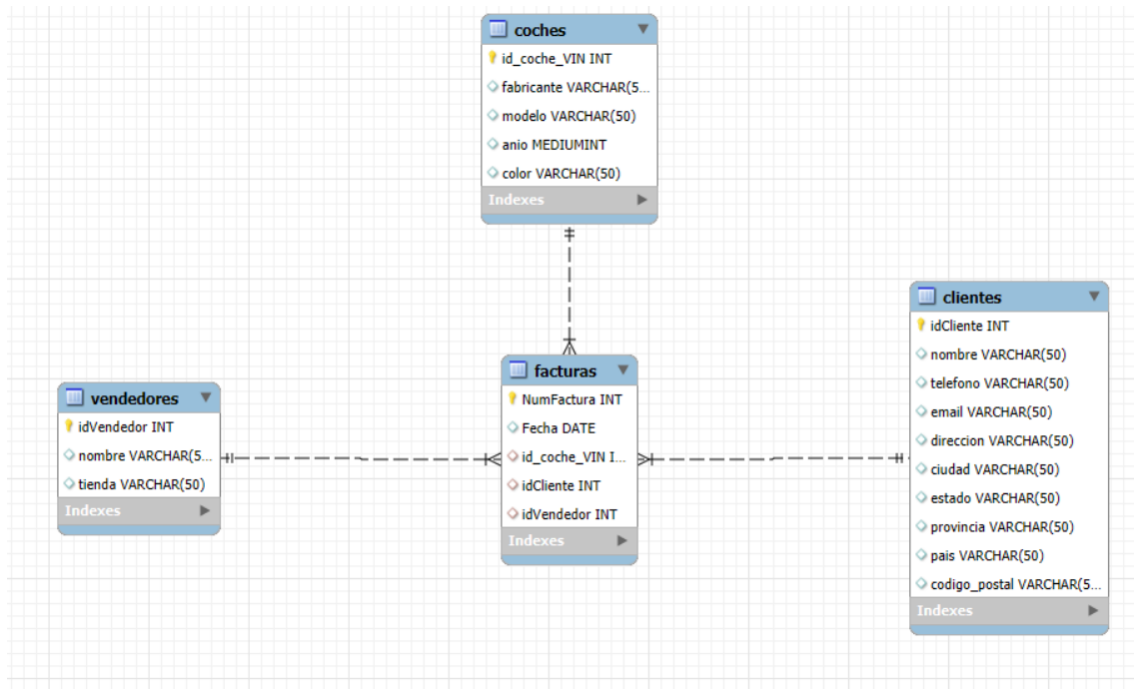 coches
id_coche_VIN INT
fabricante VARCHAR(5...
modelo VARCHAR(50)
anio MEDIUMINT
color VARCHAR(50)
Indexes
vendedores
idVendedor INT
nombre VARCHAR(5...
tienda VARCHAR(50)
Indexes
facturas
NumFactura INT
Fecha DATE
id_coche_VIN I...
idCliente INT
idVendedor INT
Indexes
clientes
idCliente INT
nombre VARCHAR(50)
telefono VARCHAR(50)
email VARCHAR(50)
direccion VARCHAR(50)
ciudad VARCHAR(50)
estado VARCHAR(50)
provincia VARCHAR(50)
pais VARCHAR(50)
codigo_postal VARCHAR(5...
Indexes